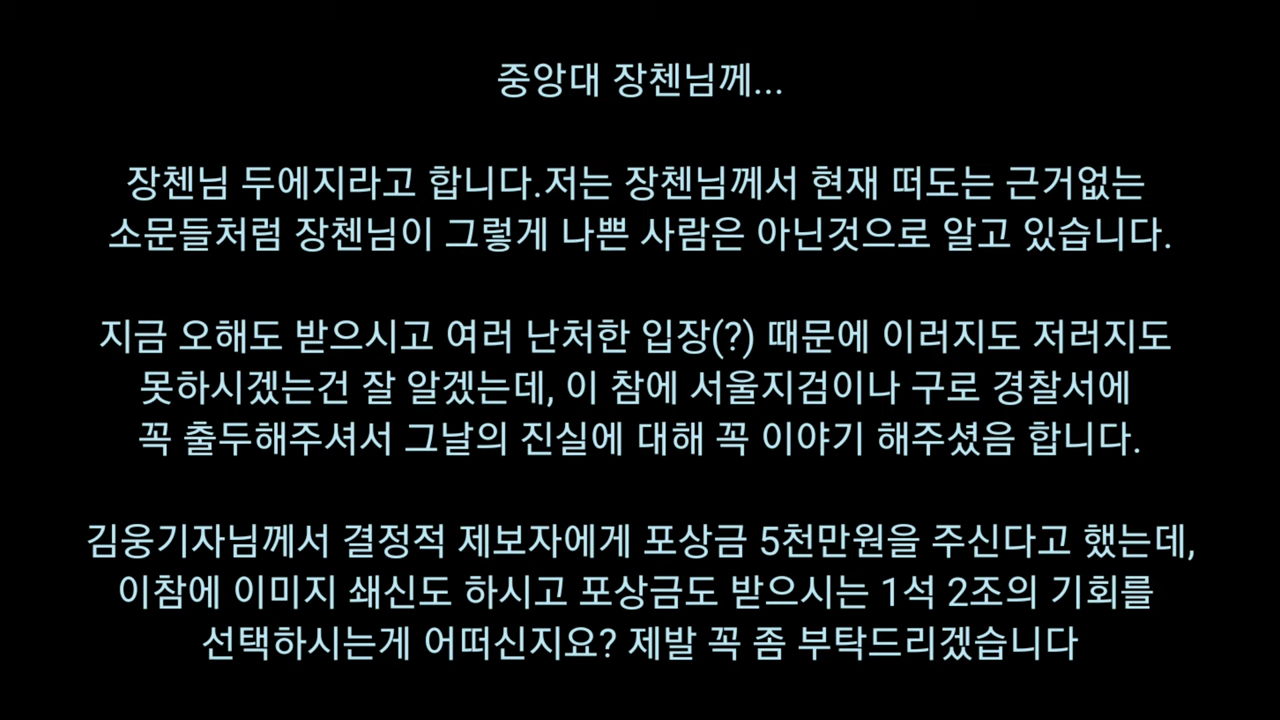 중앙대 장첸님께...
장첸님 두에지라고 합니다.저는 장첸님께서 현재 떠도는 근거없는
소문들처럼 장첸님이 그렇게 나쁜 사람은 아닌것으로 알고 있습니다.
지금 오해도 받으시고 여러 난처한 입장(?) 때문에 이러지도 저러지도
못하시겠는건 잘 알겠는데, 이 참에 서울지검이나 구로 경찰서에
꼭 출두해주셔서 그날의 진실에 대해 꼭 이야기 해주셨음 합니다.
김웅기자님께서 결정적 제보자에게 포상금 5천만원을 주신다고 했는데,
이참에 이미지 쇄신도 하시고 포상금도 받으시는 1석 2조의 기회를
선택하시는게 어떠신지요? 제발 꼭 좀 부탁드리겠습니다